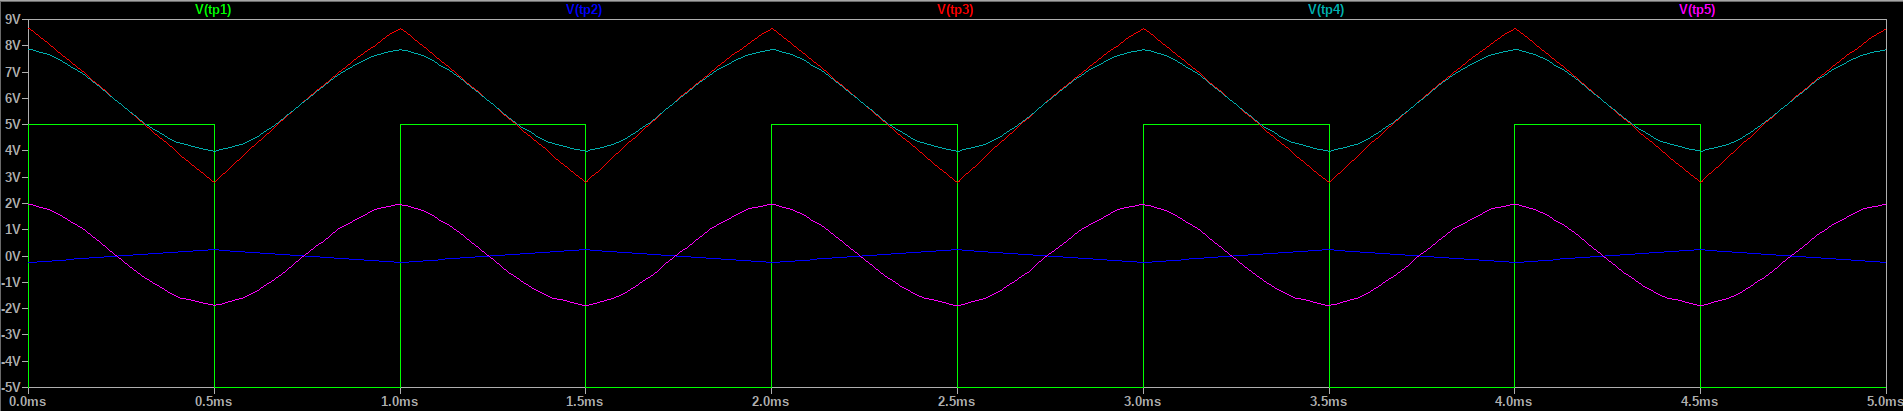 V(tp1) V(tp2) V(tp3) V(tp4) V(tp5)
9V
8V
7V
6V
5V
4V
3V
2V
1V
0V
-1V
-2V
-3V
-4V
-5V
0.0ms 0.5ms 1.0ms 1.5ms 2.0ms 2.5ms 3.0ms 3.5ms 4.0ms 4.5ms 5.0ms